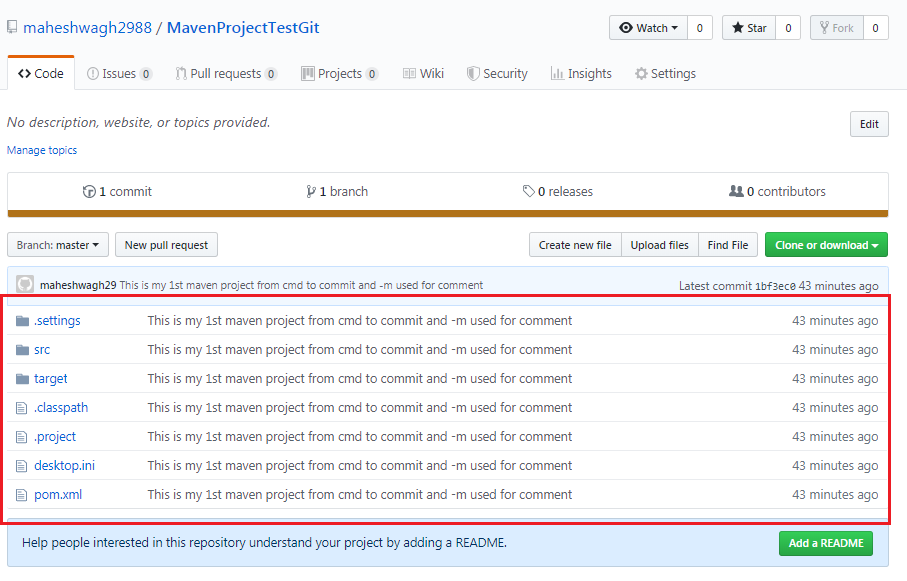 maheshwagh2988 / MavenProjectTestGit Watch 0 Star 0 Fork 0
Code Issues 0 Pull requests 0 Projects 0 Wiki Security Insights Settings
No description, website, or topics provided. Edit
Manage topics
1 commit 1 branch 0 releases 0 contributors
Branch: master New pull request Create new file Upload files Find File Clone or download
maheshwagh29 This is my 1st maven project from cmd to commit and -m used for comment Latest commit 1bf3ec0 43 minutes ago
.settings This is my 1st maven project from cmd to commit and -m used for comment 43 minutes ago
src This is my 1st maven project from cmd to commit and -m used for comment 43 minutes ago
target This is my 1st maven project from cmd to commit and -m used for comment 43 minutes ago
.classpath This is my 1st maven project from cmd to commit and -m used for comment 43 minutes ago
.project This is my 1st maven project from cmd to commit and -m used for comment 43 minutes ago
desktop.ini This is my 1st maven project from cmd to commit and -m used for comment 43 minutes ago
pom.xml This is my 1st maven project from cmd to commit and -m used for comment 43 minutes ago
Help people interested in this repository understand your project by adding a README. Add a README